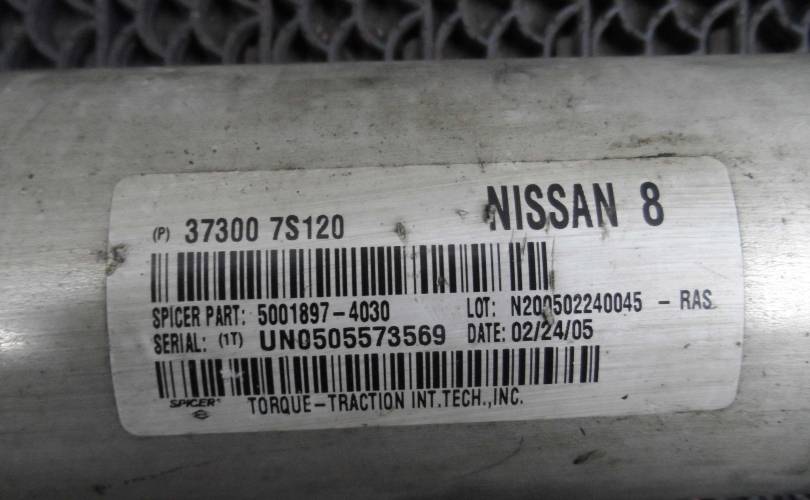 (P) 37300 7S120 NISSAN 8
SPICER PART: 5001897-4030 LOT: N200502240045 - RAS
SERIAL: (1T) UN0505573569 DATE: 02/24/05
SPICER TORQUE-TRACTION INT.TECH.,INC.